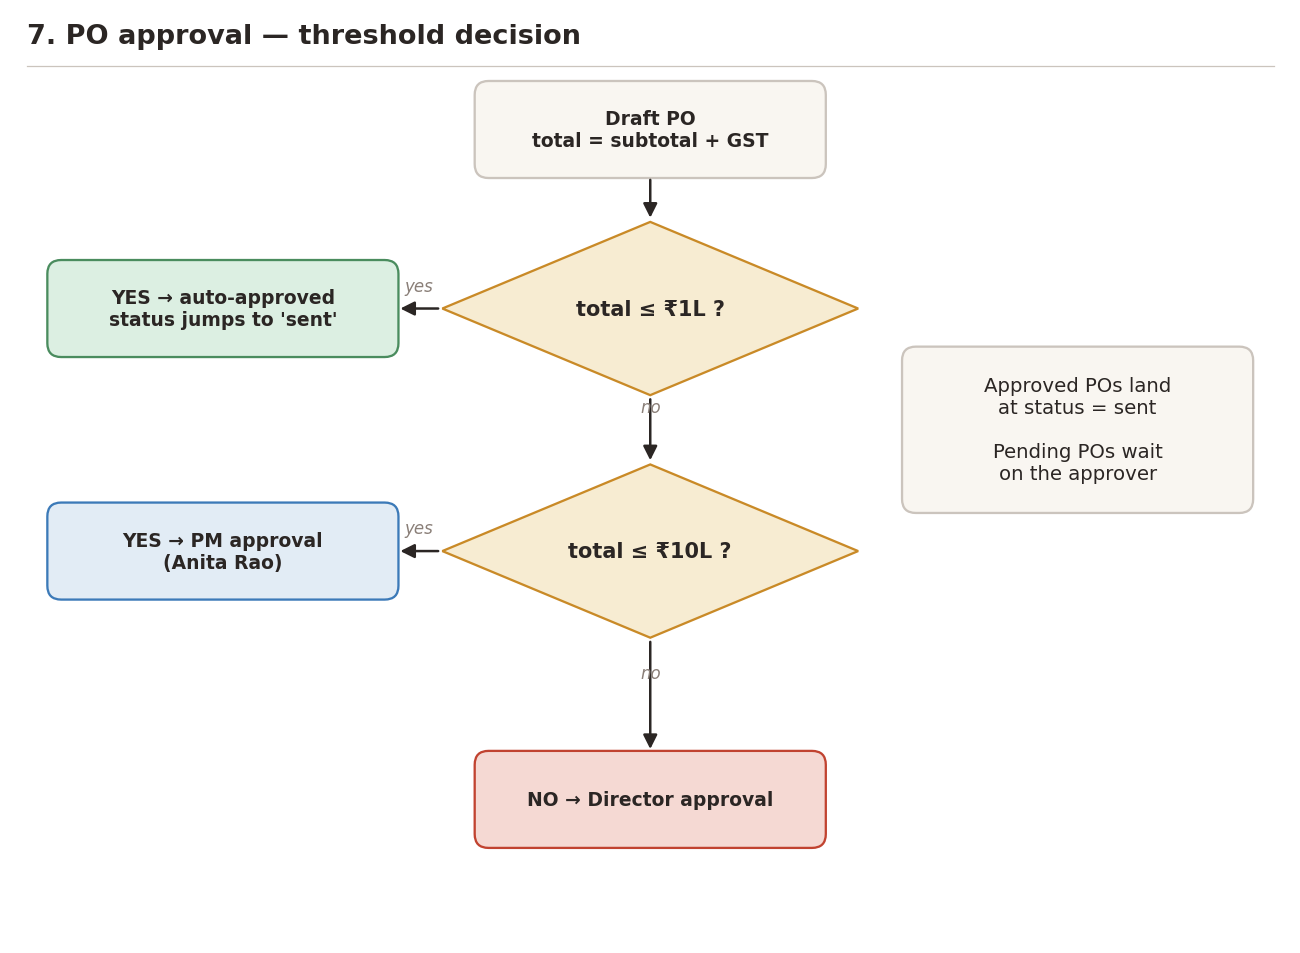 7. PO approval — threshold decision
Draft PO
total = subtotal + GST
total ≤ ₹1L ?
yes
YES → auto-approved
status jumps to 'sent'
no
Approved POs land
at status = sent
Pending POs wait
on the approver
total ≤ ₹10L ?
yes
YES → PM approval
(Anita Rao)
no
NO → Director approval